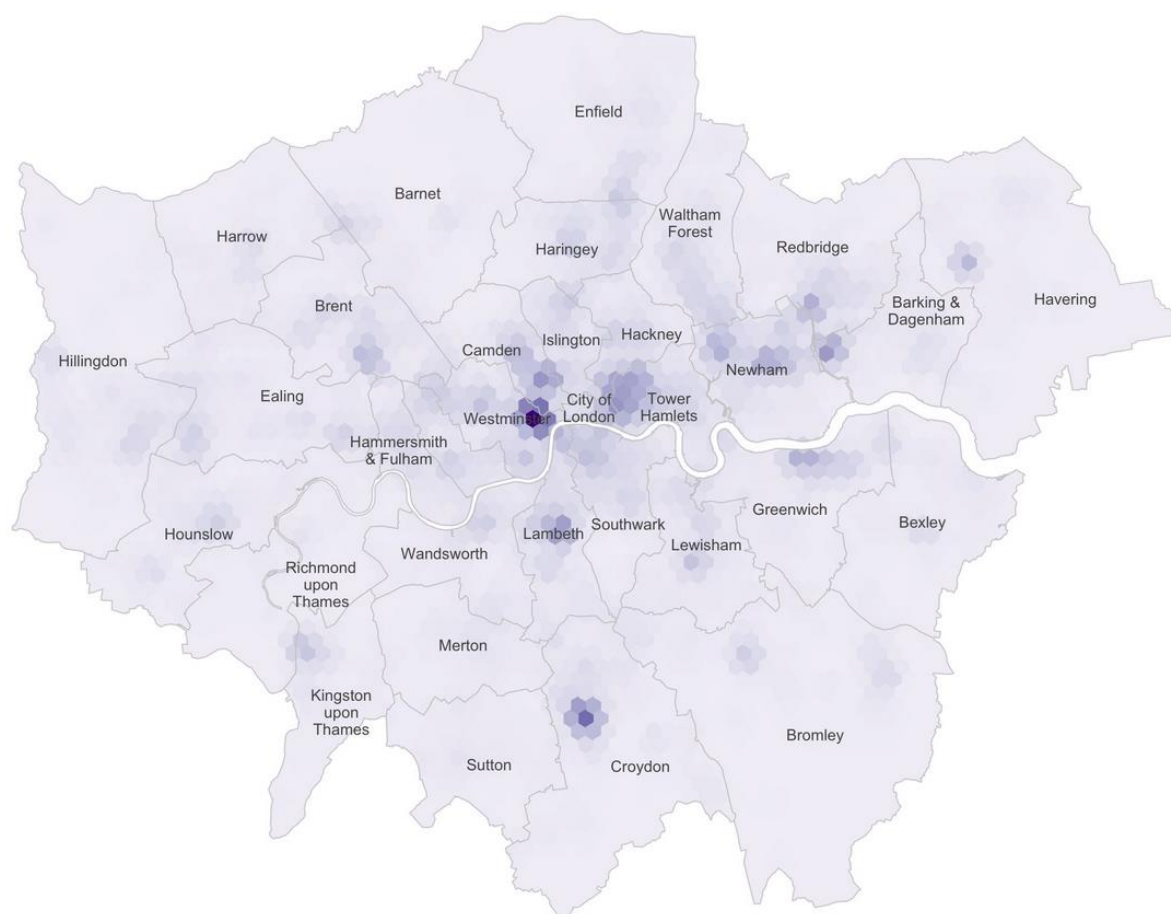 Enfield
Barnet
Waltham
Forest
Harrow
Haringey
Redbridge
Brent
Barking &
Dagenham
Havering
Islington
Hackney
Camden
Hillingdon
Newham
Ealing
City of
London
Tower
Hamlets
Westminster
Hammersmith
& Fulham
Greenwich
Bexley
Hounslow
Lambeth
Southwark
Lewisham
Wandsworth
Richmond
upon
Thames
Merton
Kingston
upon
Thames
Bromley
Sutton
Croydon